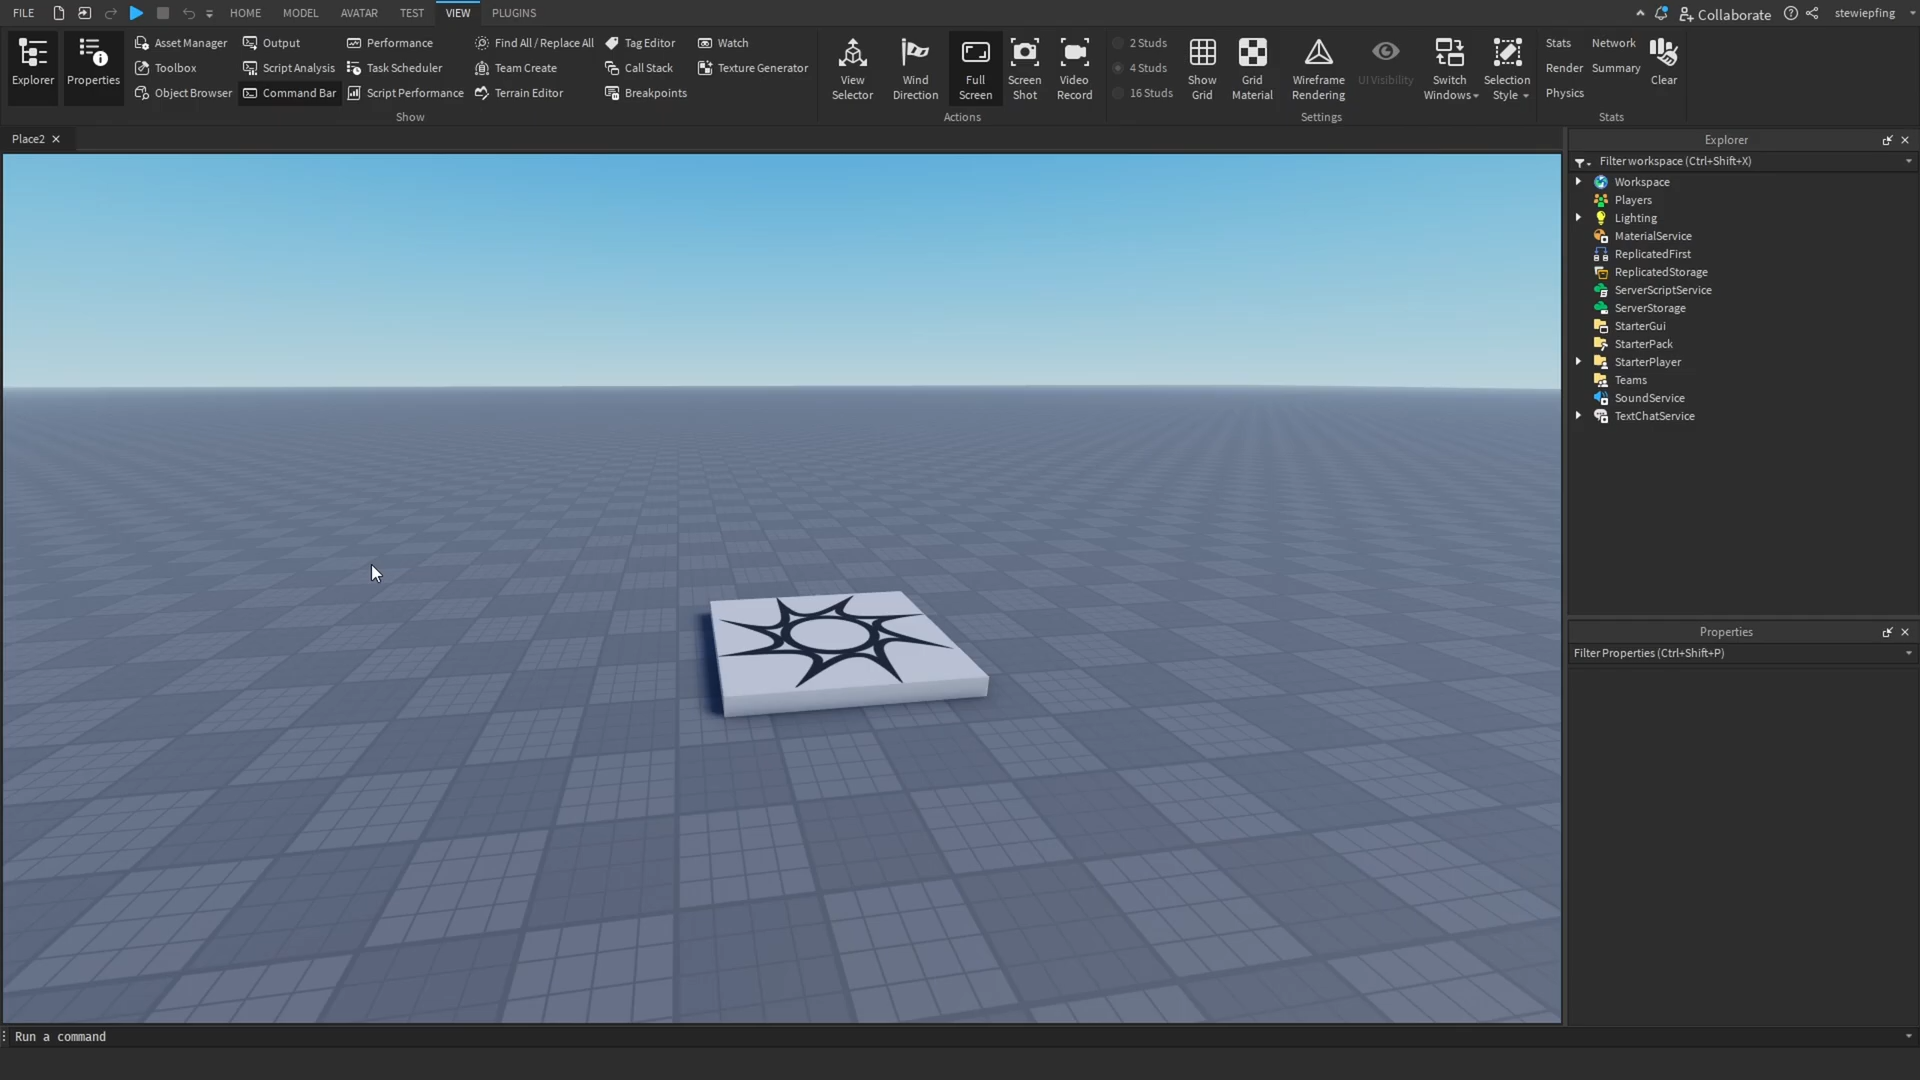 FILE HOME MODEL AVATAR TEST VIEW PLUGINS Collaborate stewiepfing
Explorer
Properties
Asset Manager
Toolbox
Object Browser
Output
Script Analysis
Command Bar
Performance
Task Scheduler
Script Performance
Find All / Replace All
Team Create
Terrain Editor
Tag Editor
Call Stack
Breakpoints
Watch
Texture Generator
Show
View
Selector
Wind
Direction
Full
Screen
Screen
Shot
Video
Record
Actions
2 Studs
4 Studs
16 Studs
Show
Grid
Grid
Material
Wireframe
Rendering
UI Visibility
Switch
Windows
Selection
Style
Settings
Stats
Render
Physics
Network
Summary
Clear
Stats
Place2
Explorer
Filter workspace (Ctrl+Shift+X)
Workspace
Players
Lighting
MaterialService
ReplicatedFirst
ReplicatedStorage
ServerScriptService
ServerStorage
StarterGui
StarterPack
StarterPlayer
Teams
SoundService
TextChatService
Properties
Filter Properties (Ctrl+Shift+P)
Run a command